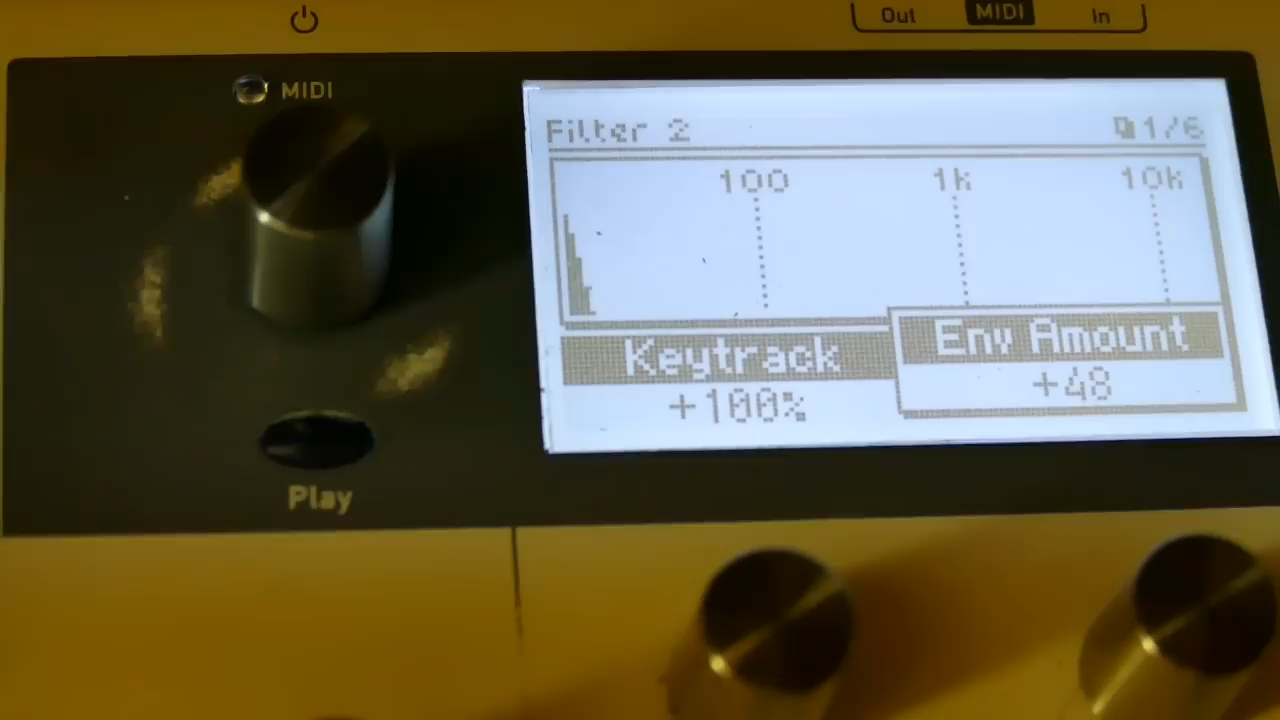 Out MIDI In
MIDI
Filter 2 1/6
100 1k 10k
Keytrack Env Amount
+100% +48
Play